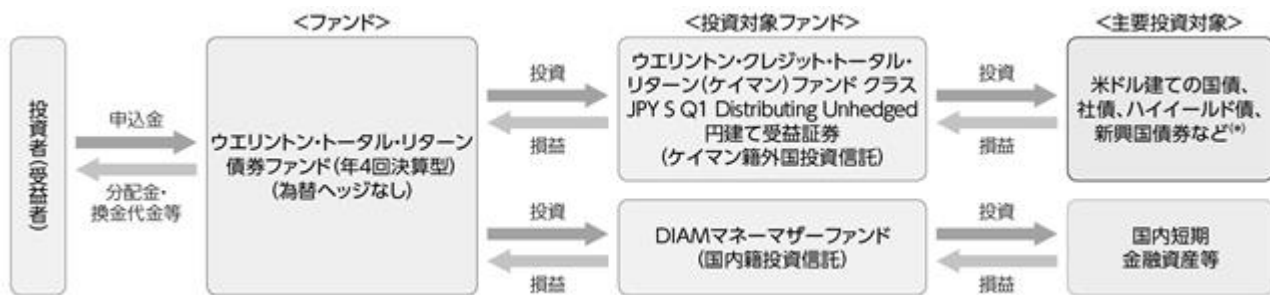 <ファンド>
<投資対象ファンド>
<主要投資対象>
投資者(受益者)
申込金
分配金・
換金代金等
ウエリントン・トータル・リターン
債券ファンド(年4回決算型)
(為替ヘッジなし)
投資
損益
ウエリントン・クレジット・トータル・
リターン(ケイマン)ファンド クラス
JPY S Q1 Distributing Unhedged
円建て受益証券
(ケイマン籍外国投資信託)
投資
損益
米ドル建ての国債、
社債、ハイイールド債、
新興国債券など(*)
投資
損益
DIAMマネーマザーファンド
(国内籍投資信託)
投資
損益
国内短期
金融資産等